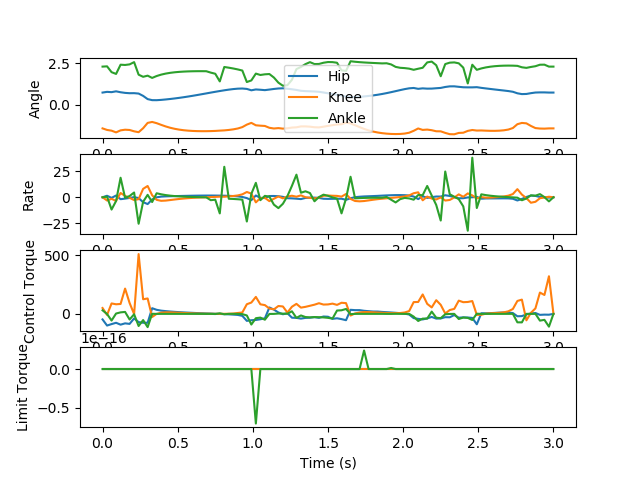 2.5
0.0
Angle
Hip
Knee
Ankle
0.0 0.5 1.0 1.5 2.0 2.5 3.0
25
0
−25
Rate
0.0 0.5 1.0 1.5 2.0 2.5 3.0
500
0
Control Torque
0.0 0.5 1.0 1.5 2.0 2.5 3.0
1e−16
0.0
−0.5
Limit Torque
0.0 0.5 1.0 1.5 2.0 2.5 3.0
Time (s)